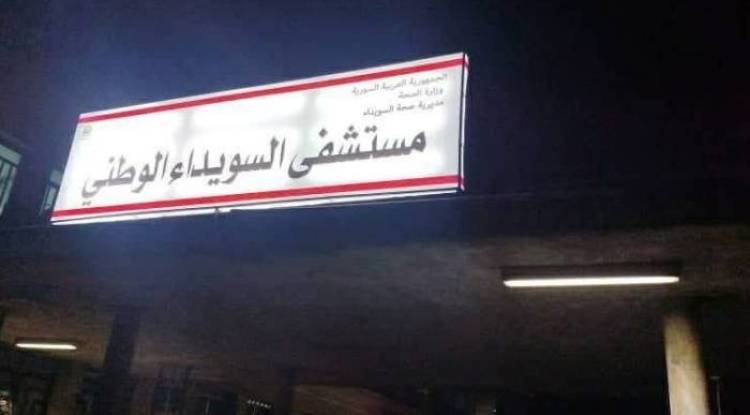 الجمهورية العربية السورية
وزارة الصحة
مديرية صحة السويداء
مستشفى السويداء الوطني